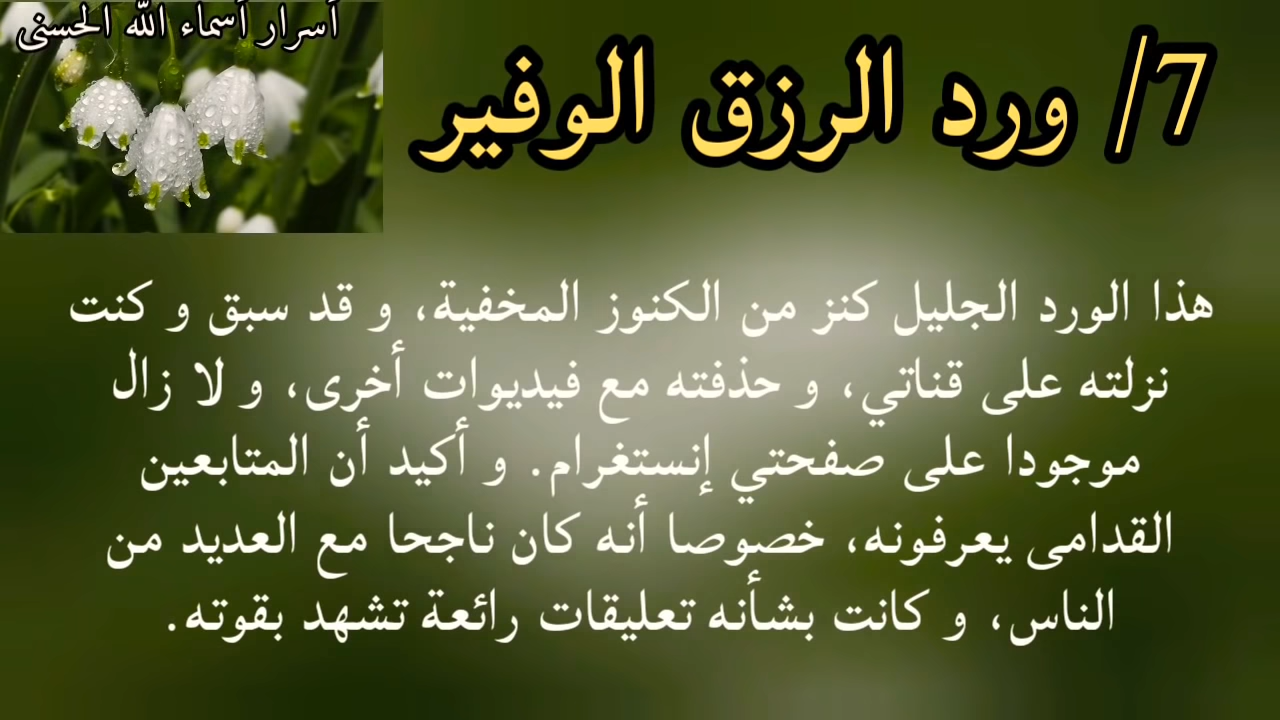 أسرار أسماء الله الحسنى
7/ ورد الرزق الوفير
هذا الورد الجليل كنز من الكنوز المخفية، و قد سبق و كنت
نزلته على قناتي، و حذفته مع فيديوات أخرى، و لا زال
موجودا على صفحتي إنستغرام. و أكيد أن المتابعين
القدامى يعرفونه، خصوصا أنه كان ناجحا مع العديد من
الناس، و كانت بشأنه تعليقات رائعة تشهد بقوته.